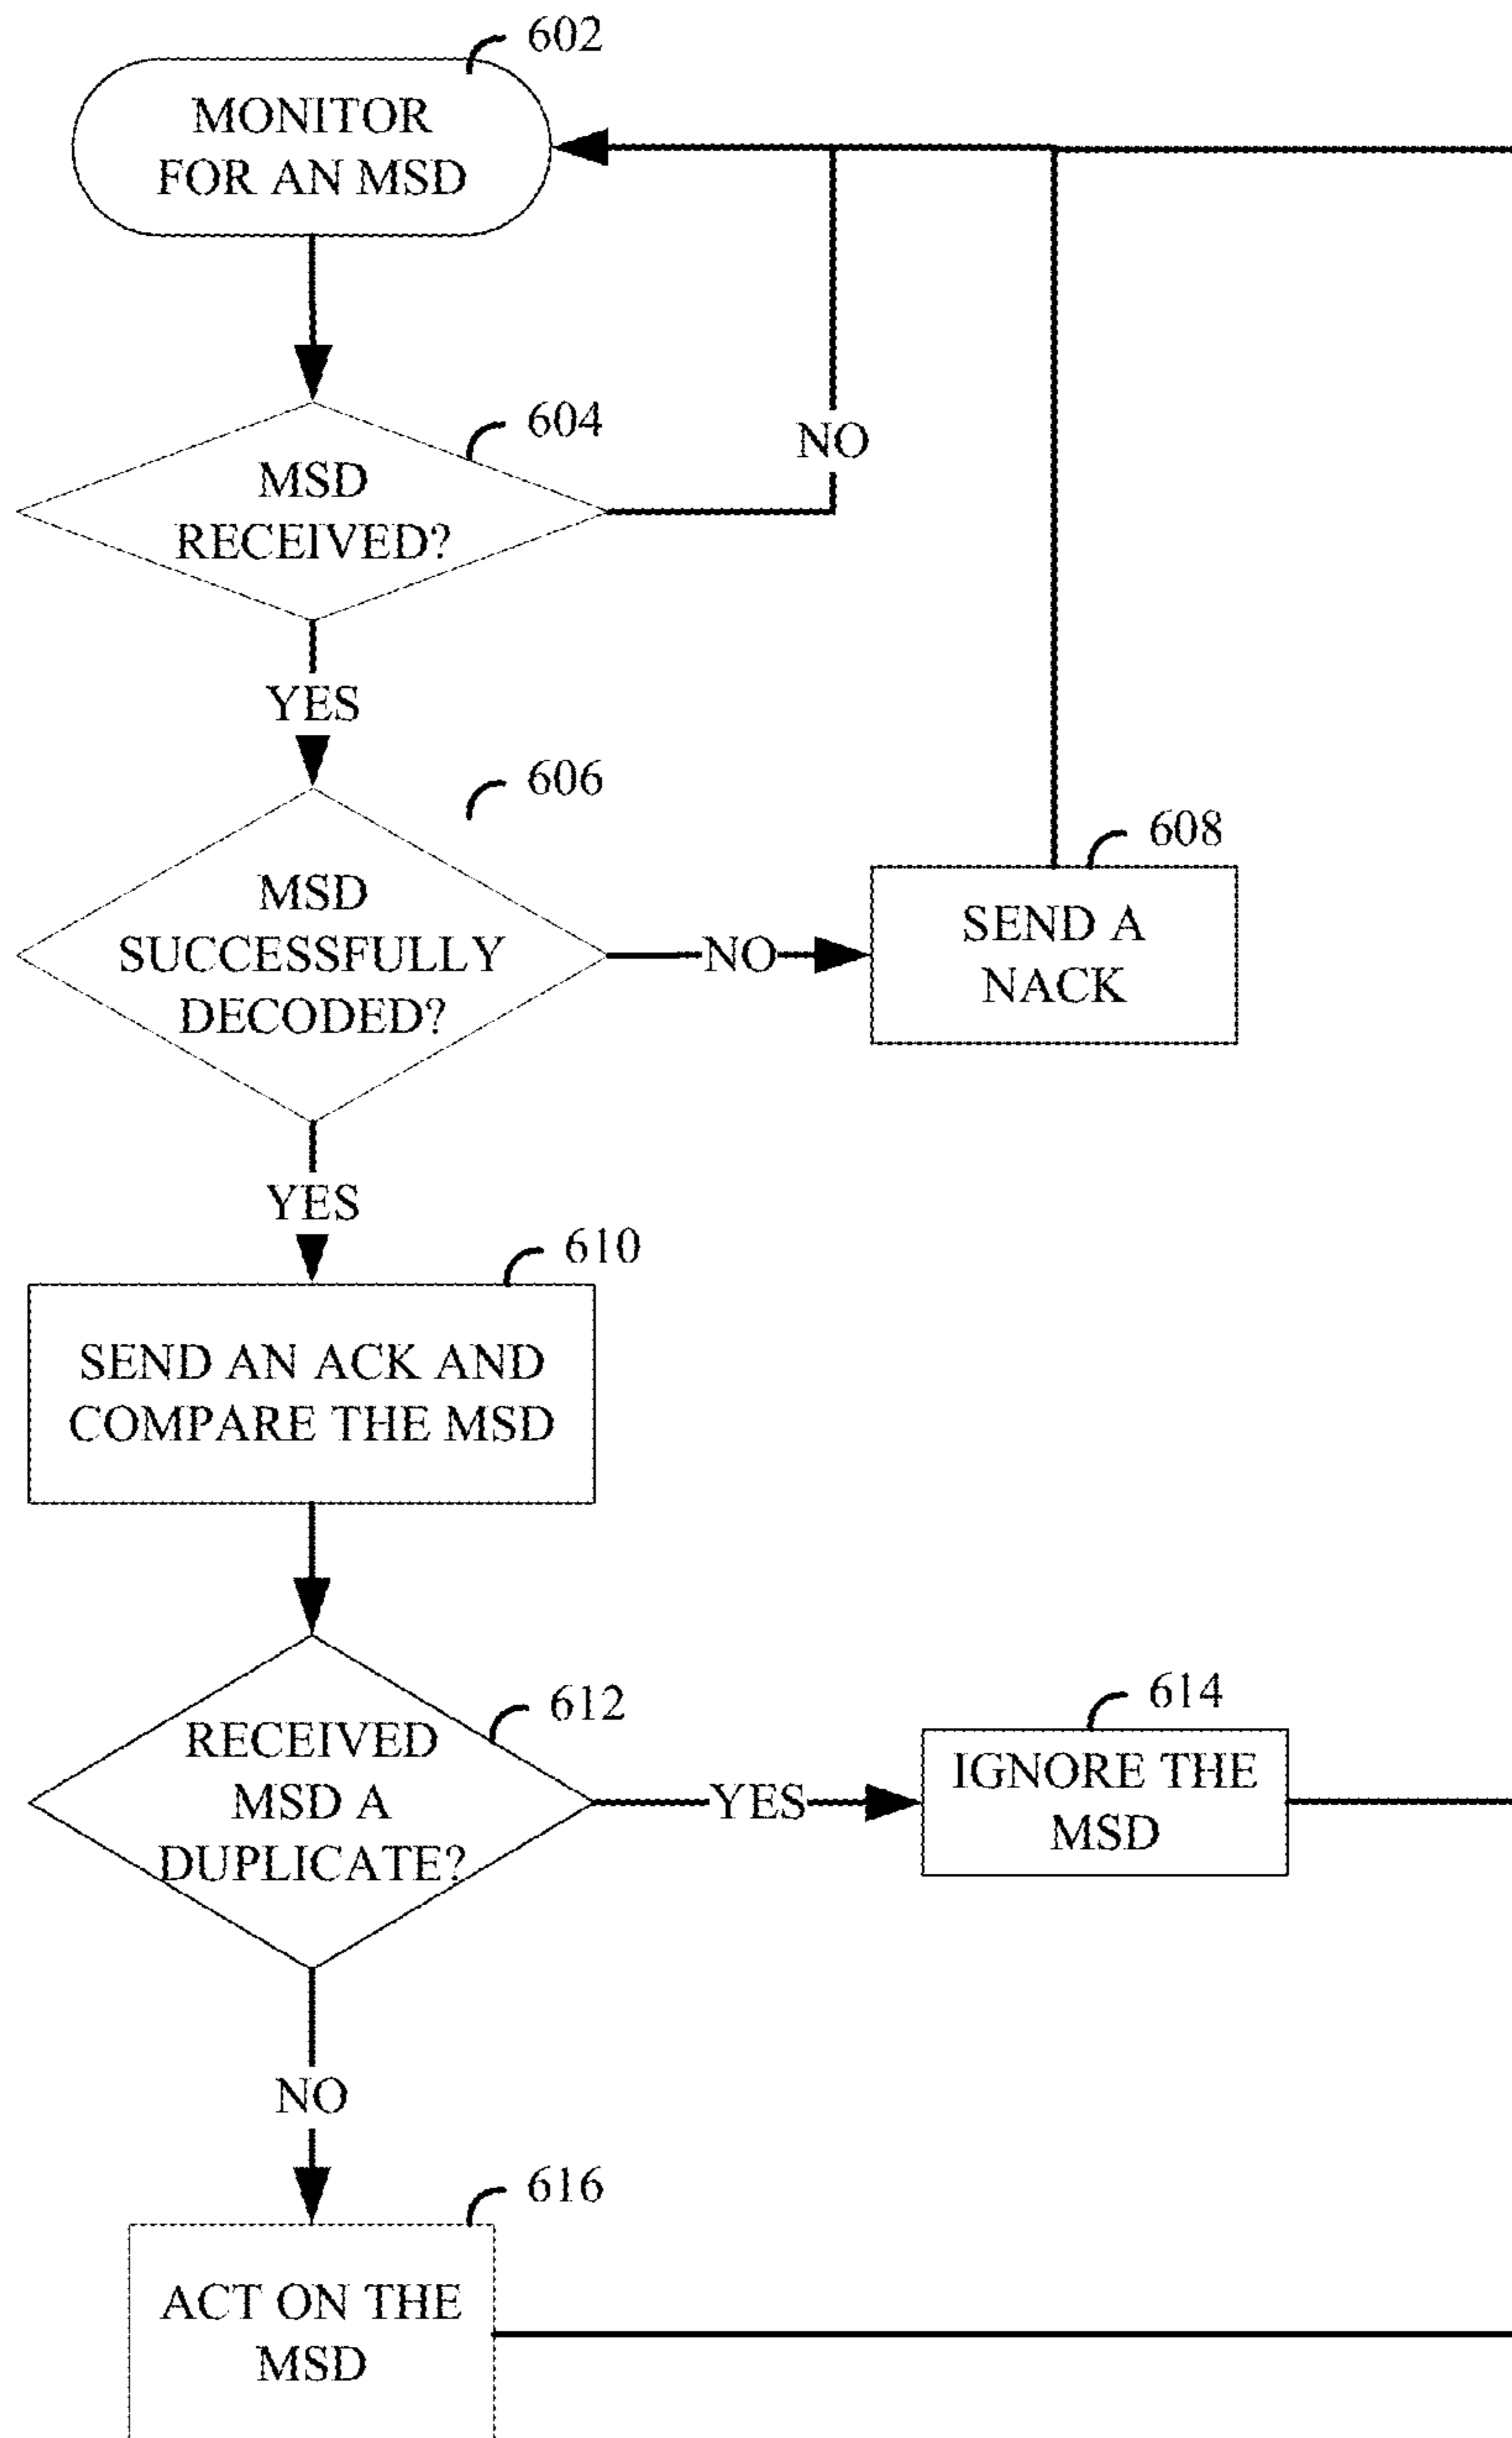 602
MONITOR
FOR AN MSD
604
MSD
RECEIVED?
NO
YES
606
MSD
SUCCESSFULLY
DECODED?
NO
608
SEND A
NACK
YES
610
SEND AN ACK AND
COMPARE THE MSD
612
RECEIVED
MSD A
DUPLICATE?
YES
614
IGNORE THE
MSD
NO
616
ACT ON THE
MSD